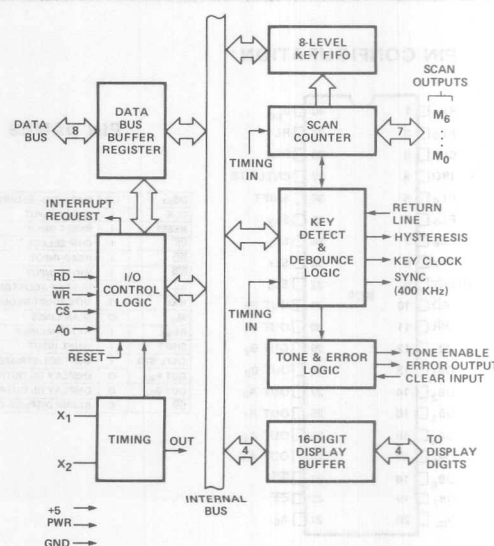 8-LEVEL
KEY FIFO
SCAN
OUTPUTS
DATA
BUS
8
DATA
BUS
BUFFER
REGISTER
SCAN
COUNTER
7
M6
M0
TIMING
IN
INTERRUPT
REQUEST
KEY
DETECT
&
DEBOUNCE
LOGIC
RETURN
LINE
HYSTERESIS
KEY CLOCK
SYNC
(400 KHz)
RD
WR
CS
A0
I/O
CONTROL
LOGIC
RESET
TIMING
IN
TONE & ERROR
LOGIC
TONE ENABLE
ERROR OUTPUT
CLEAR INPUT
X1
X2
TIMING
OUT
4
16-DIGIT
DISPLAY
BUFFER
4
TO
DISPLAY
DIGITS
INTERNAL
BUS
+5
PWR
GND